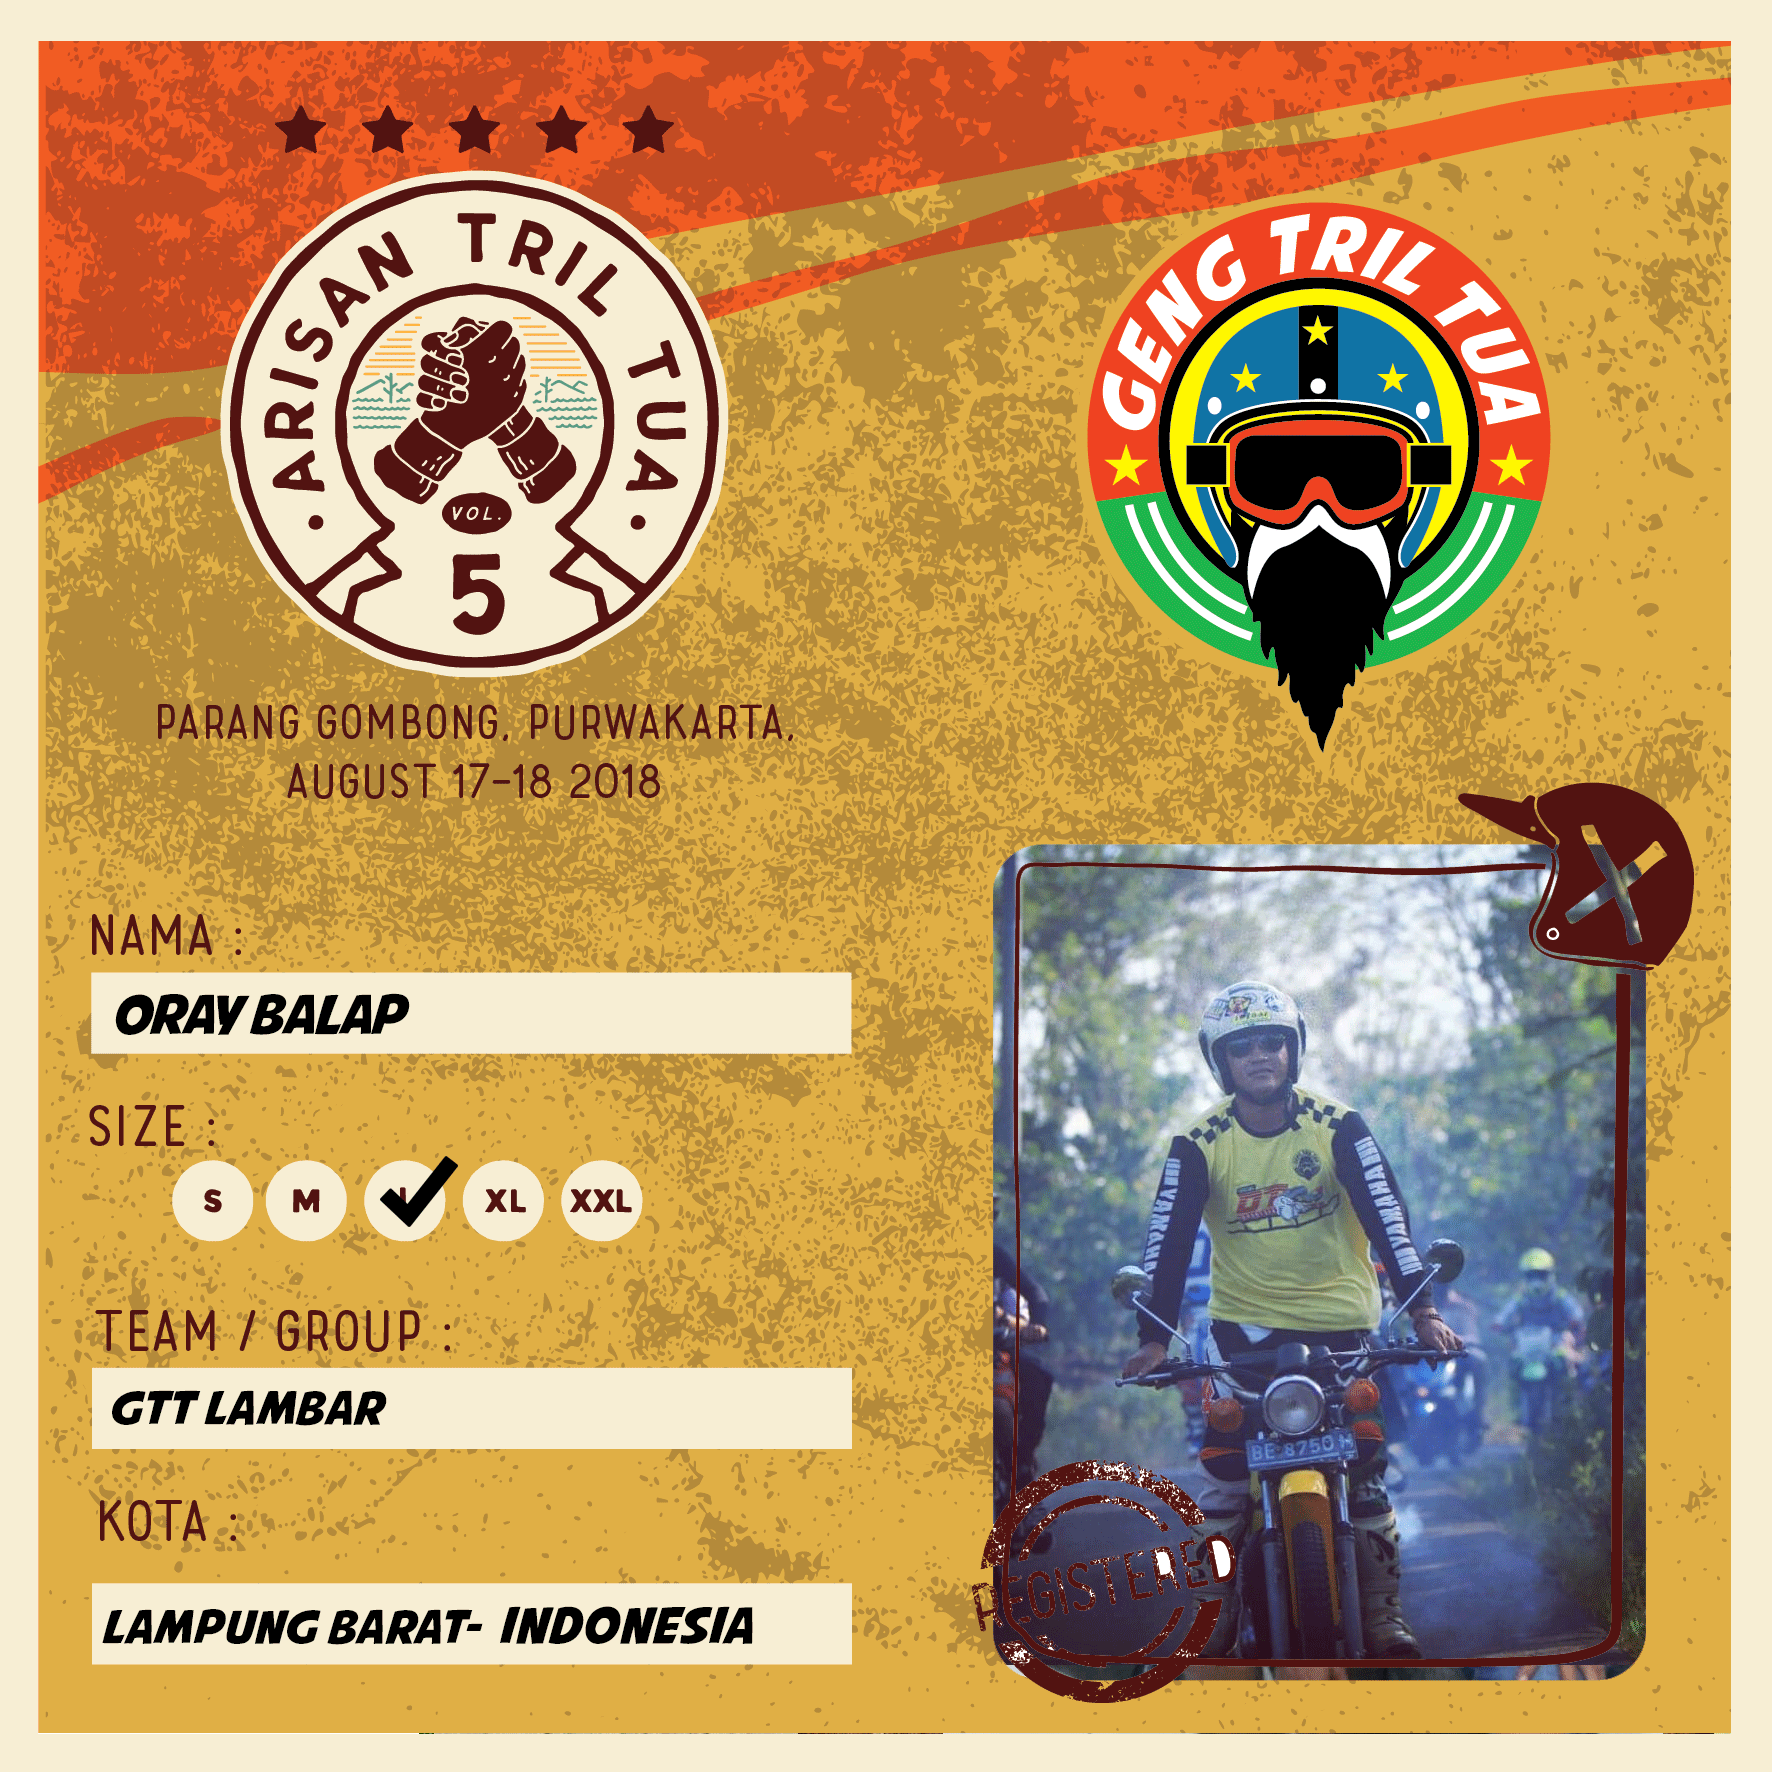 ARISAN TRIL TUA
VOL.
5
GENG TRIL TUA
PARANG GOMBONG, PURWAKARTA,
AUGUST 17-18 2018
NAMA :
ORAY BALAP
SIZE :
S M L XL XXL
TEAM / GROUP :
GTT LAMBAR
KOTA :
LAMPUNG BARAT- INDONESIA
BE 8750
REGISTERED